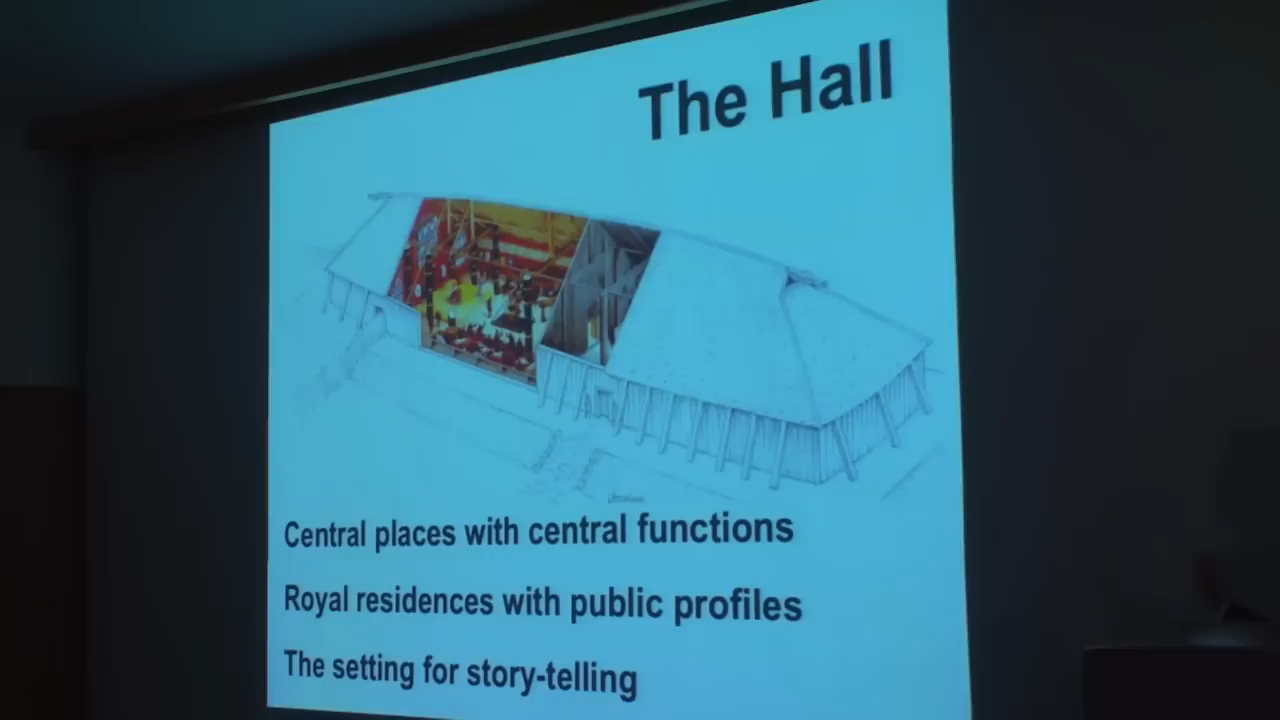 The Hall
Central places with central functions
Royal residences with public profiles
The setting for story-telling